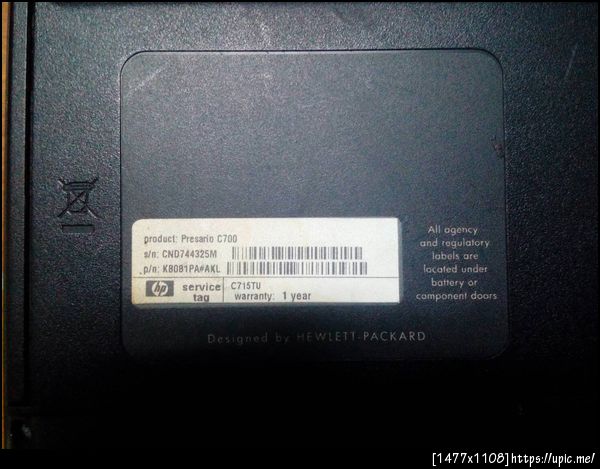 product: Presario C700
s/n: CND744325M
p/n: KB081PA#AKL
hp service tag
C715TU
warranty: 1 year
All agency
and regulatory
labels are
located under
battery or
component doors
Designed by HEWLETT-PACKARD
[1477x1108]https://upic.me/